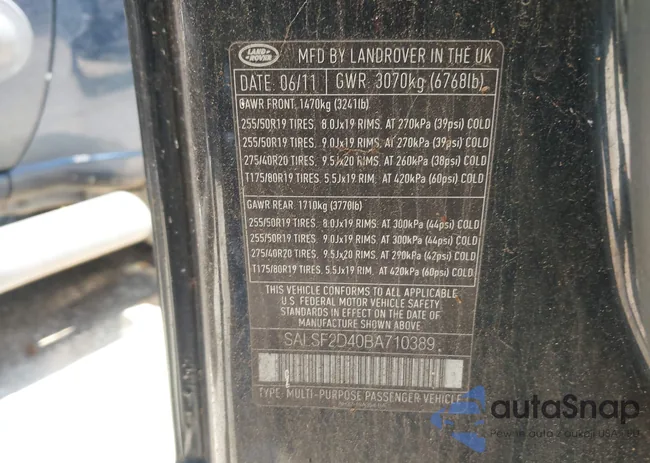 LAND ROVER
MFD BY LANDROVER IN THE UK
DATE: 06/11 GWR: 3070kg (6768lb)
GAWR FRONT. 1470kg (3241lb)
255/50R19 TIRES. 8.0Jx19 RIMS. AT 270kPa (39psi) COLD
255/50R19 TIRES. 9.0Jx19 RIMS. AT 270kPa (39psi) COLD
275/40R20 TIRES. 9.5Jx20 RIMS. AT 260kPa (38psi) COLD
T175/80R19 TIRES. 5.5Jx19 RIM. AT 420kPa (60psi) COLD
GAWR REAR. 1710kg (3770lb)
255/50R19 TIRES. 8.0Jx19 RIMS. AT 300kPa (44psi) COLD
255/50R19 TIRES. 9.0Jx19 RIMS. AT 300kPa (44psi) COLD
275/40R20 TIRES. 9.5Jx20 RIMS. AT 290kPa (42psi) COLD
T175/80R19 TIRES. 5.5Jx19 RIM. AT 420kPa (60psi) COLD
THIS VEHICLE CONFORMS TO ALL APPLICABLE
U.S. FEDERAL MOTOR VEHICLE SAFETY
STANDARDS IN EFFECT ON THE DATE OF
MANUFACTURE SHOWN ABOVE.
SALSF2D40BA710389
TYPE: MULTI-PURPOSE PASSENGER VEHICLE
autoSnap
Pewne auta z aukcji USA i EU